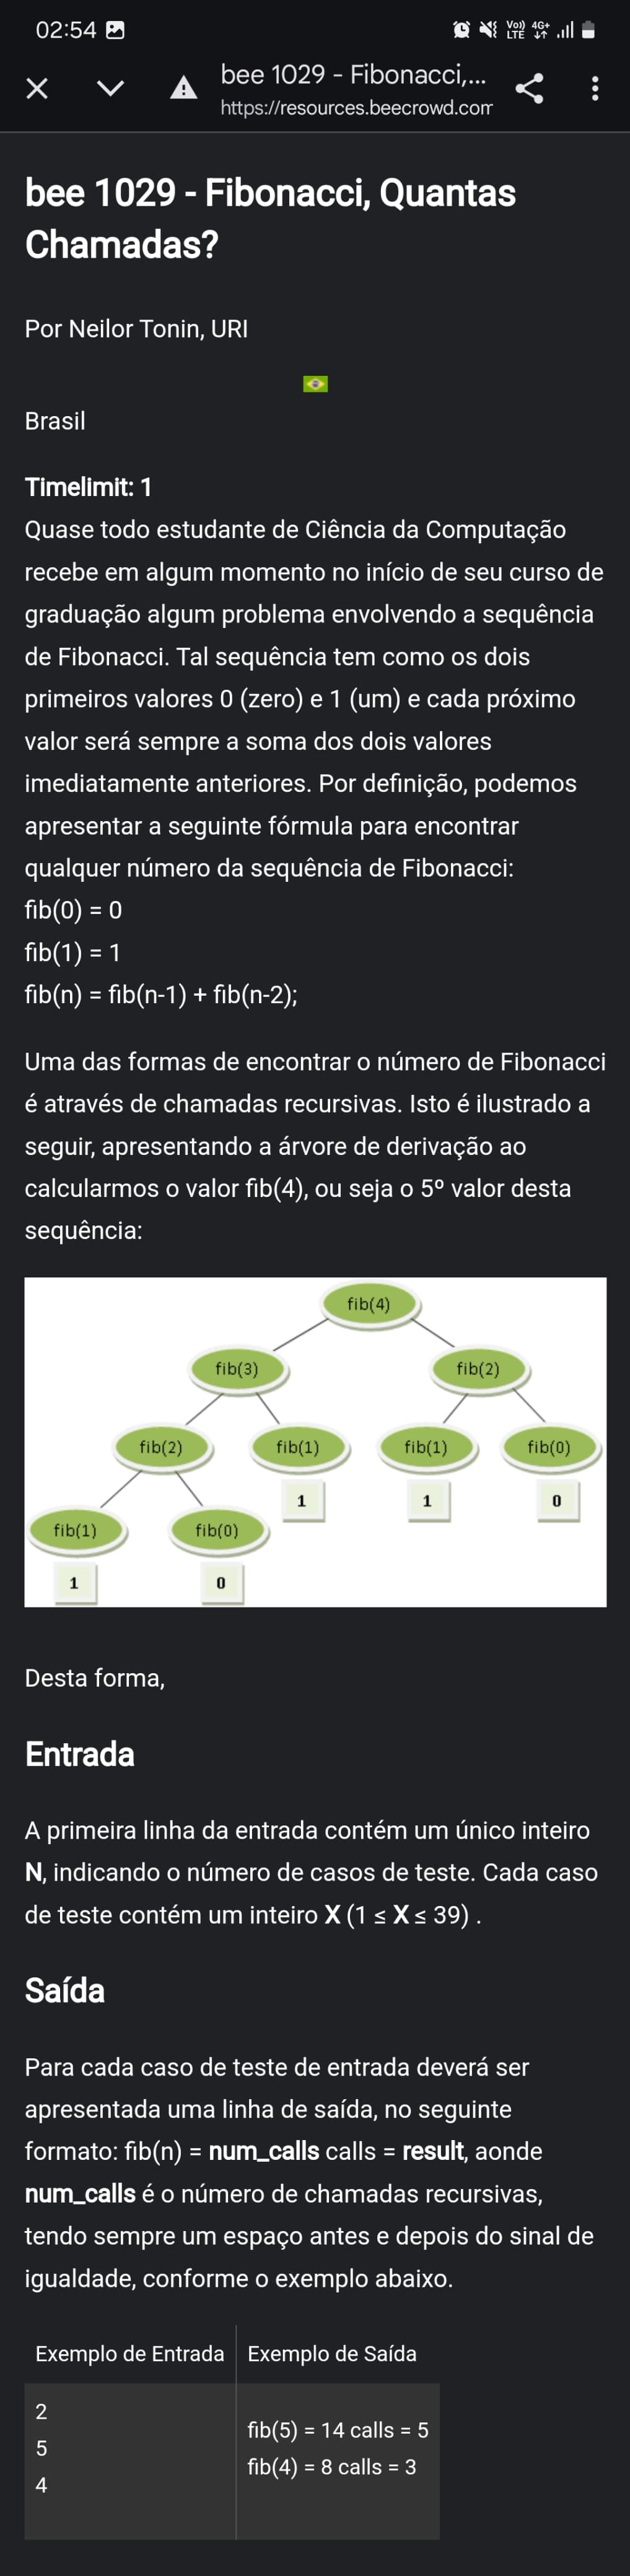 02:54
Vo)) LTE 4G+
bee 1029 - Fibonacci,...
https://resources.beecrowd.com
bee 1029 - Fibonacci, Quantas
Chamadas?
Por Neilor Tonin, URI
Brasil
Timelimit: 1
Quase todo estudante de Ciência da Computação
recebe em algum momento no início de seu curso de
graduação algum problema envolvendo a sequência
de Fibonacci. Tal sequência tem como os dois
primeiros valores 0 (zero) e 1 (um) e cada próximo
valor será sempre a soma dos dois valores
imediatamente anteriores. Por definição, podemos
apresentar a seguinte fórmula para encontrar
qualquer número da sequência de Fibonacci:
fib(0) = 0
fib(1) = 1
fib(n) = fib(n-1) + fib(n-2);
Uma das formas de encontrar o número de Fibonacci
é através de chamadas recursivas. Isto é ilustrado a
seguir, apresentando a árvore de derivação ao
calcularmos o valor fib(4), ou seja o 5º valor desta
sequência:
fib(4)
fib(3) fib(2)
fib(2) fib(1) fib(1) fib(0)
1 1 0
fib(1) fib(0)
1 0
Desta forma,
Entrada
A primeira linha da entrada contém um único inteiro
N, indicando o número de casos de teste. Cada caso
de teste contém um inteiro X (1 ≤ X ≤ 39) .
Saída
Para cada caso de teste de entrada deverá ser
apresentada uma linha de saída, no seguinte
formato: fib(n) = num_calls calls = result, aonde
num_calls é o número de chamadas recursivas,
tendo sempre um espaço antes e depois do sinal de
igualdade, conforme o exemplo abaixo.
Exemplo de Entrada Exemplo de Saída
2
5
4
fib(5) = 14 calls = 5
fib(4) = 8 calls = 3